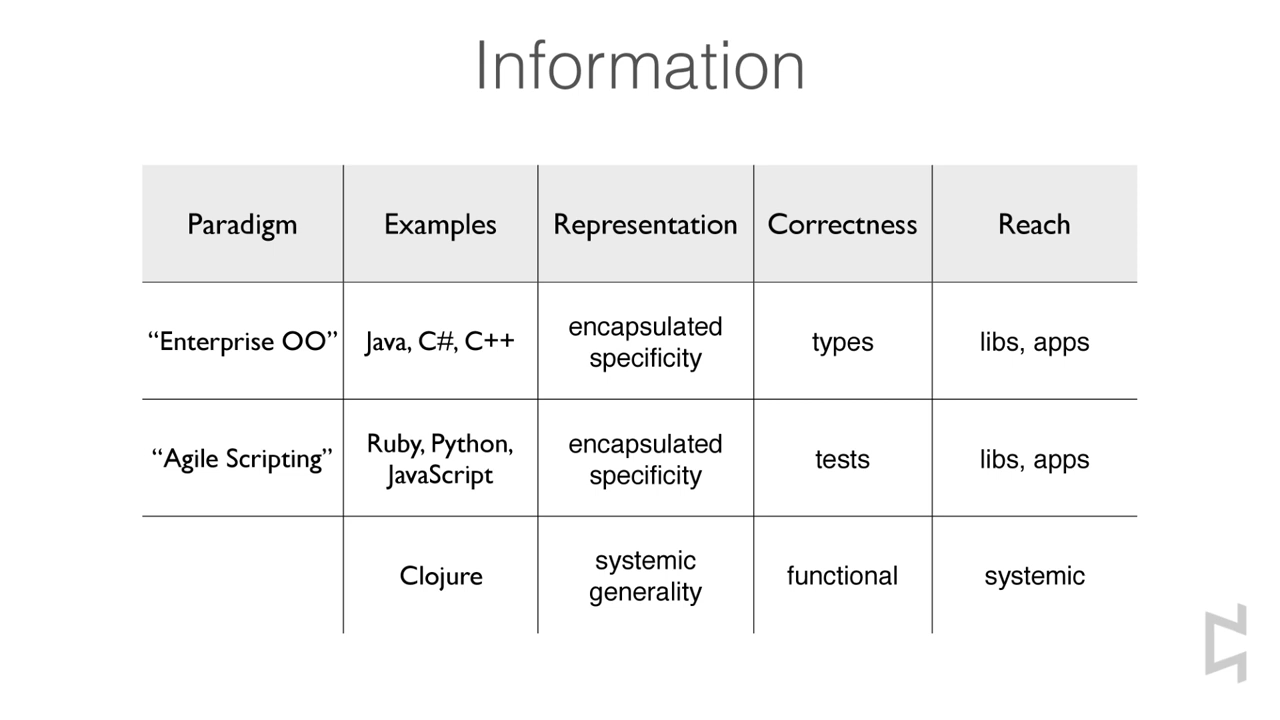 Information
Paradigm Examples Representation Correctness Reach
“Enterprise OO” Java, C#, C++ encapsulated specificity types libs, apps
“Agile Scripting” Ruby, Python, JavaScript encapsulated specificity tests libs, apps
Clojure systemic generality functional systemic